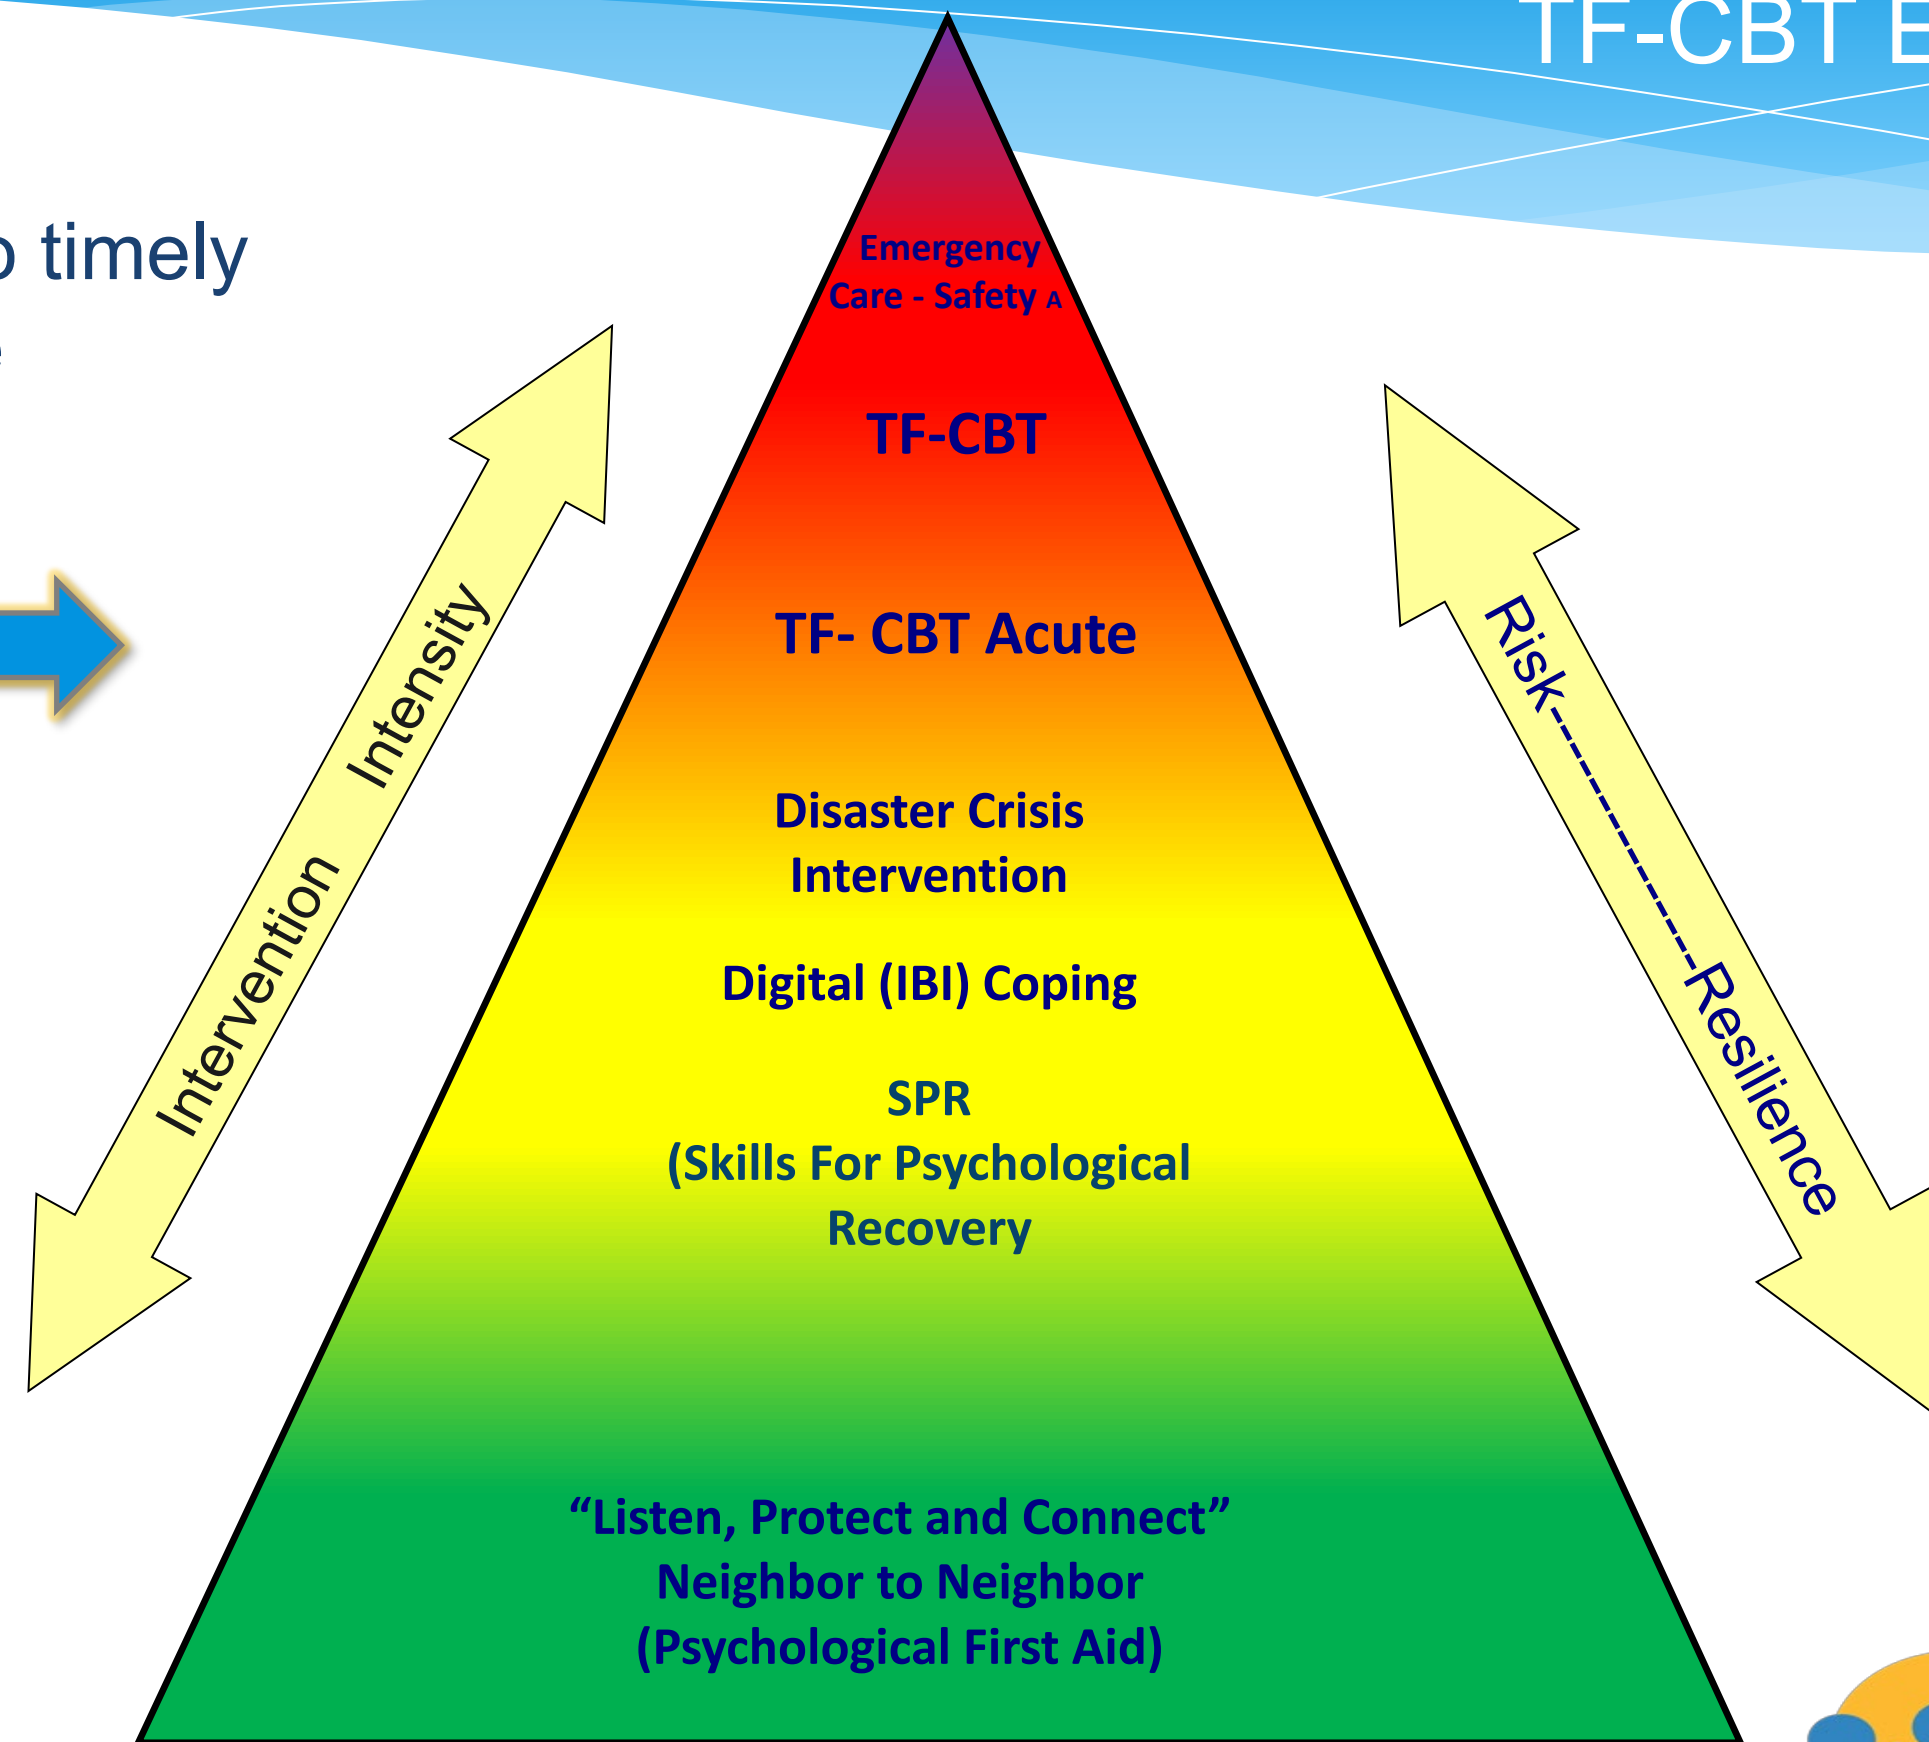 TF-CBT E
o timely
e
Emergency
Care - Safety A
TF-CBT
TF- CBT Acute
Disaster Crisis
Intervention
Digital (IBI) Coping
SPR
(Skills For Psychological
Recovery
“Listen, Protect and Connect”
Neighbor to Neighbor
(Psychological First Aid)
Intervention Intensity
Risk--------------------Resilience